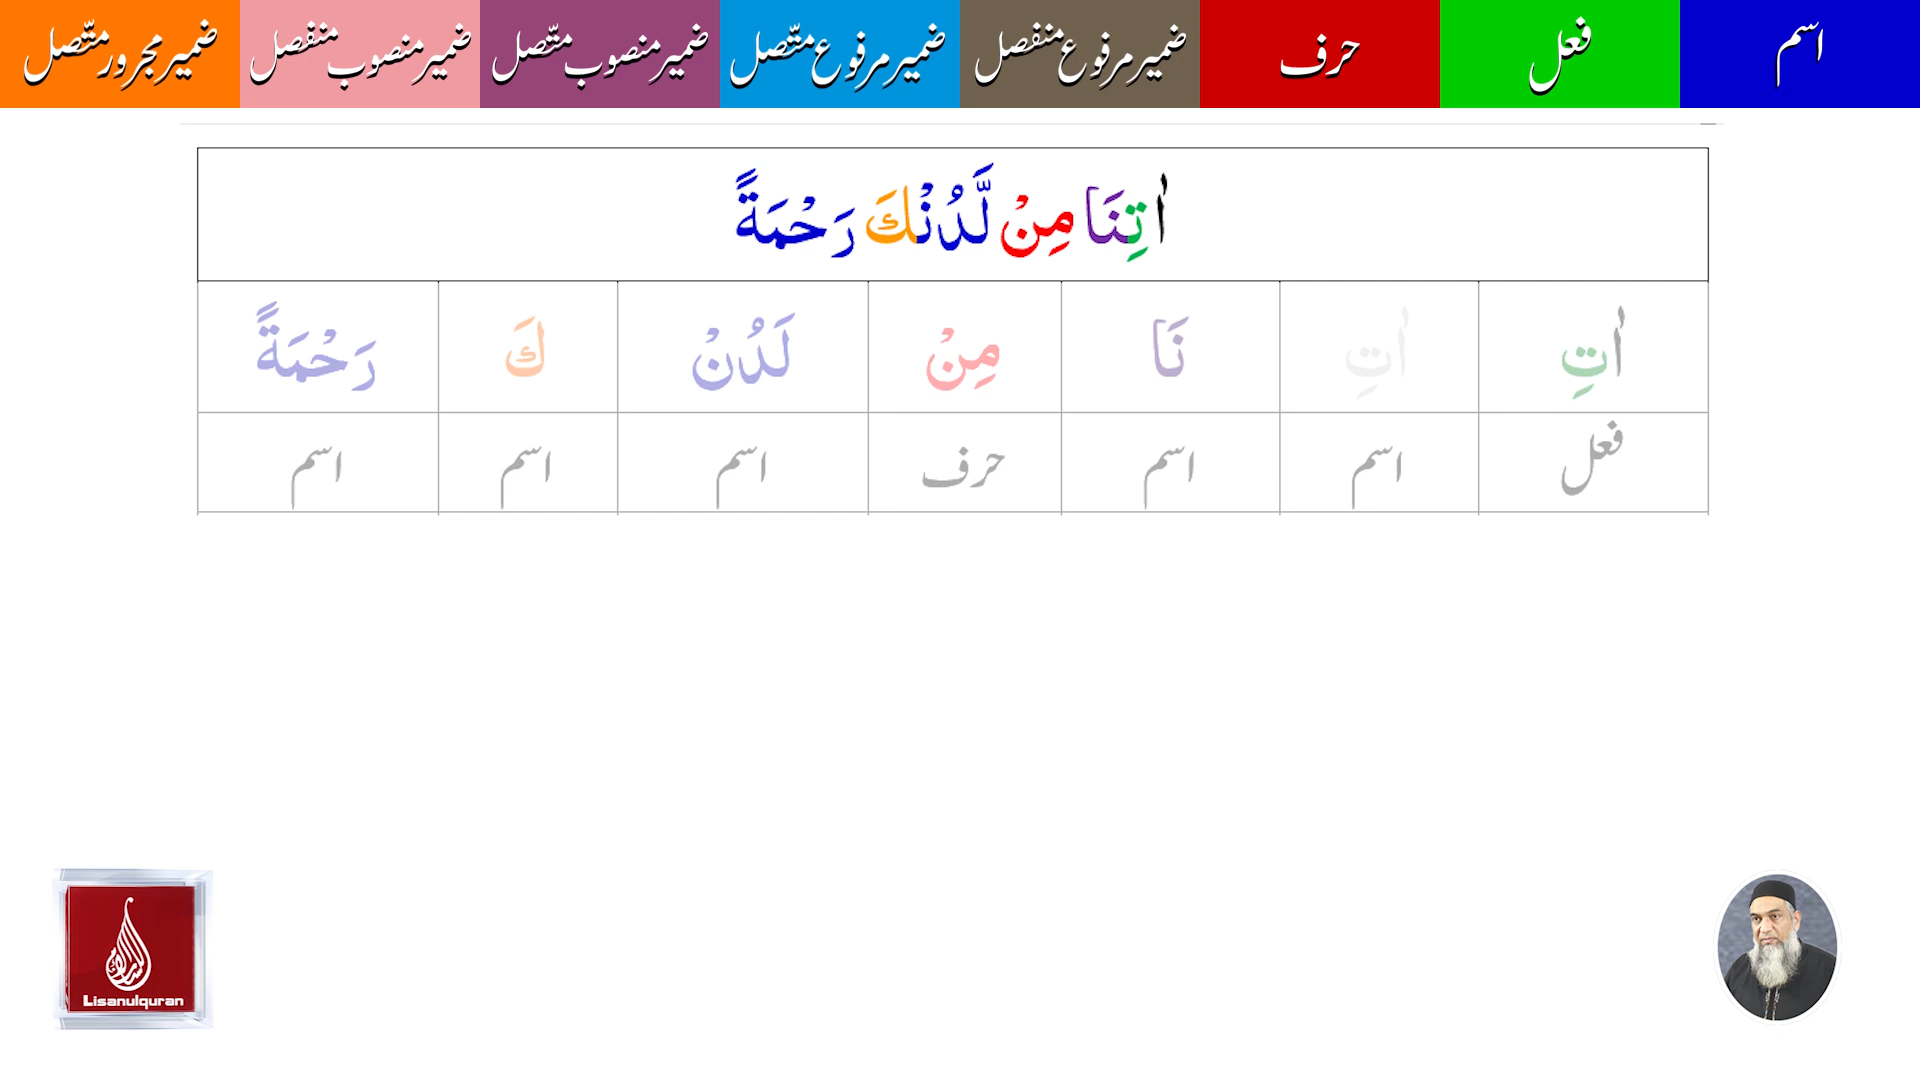 اسم فعل حرف ضمیر مرفوع منفصل ضمیر مرفوع متّصل ضمیر منصوب متّصل ضمیر منصوب منفصل ضمیر مجرور متّصل
اٰتِنَا مِنْ لَّدُنْكَ رَحْمَةً
اٰتِ اٰتِ نَا مِنْ لَدُنْ كَ رَحْمَةً
فعل اسم اسم حرف اسم اسم اسم
Lisanulquran